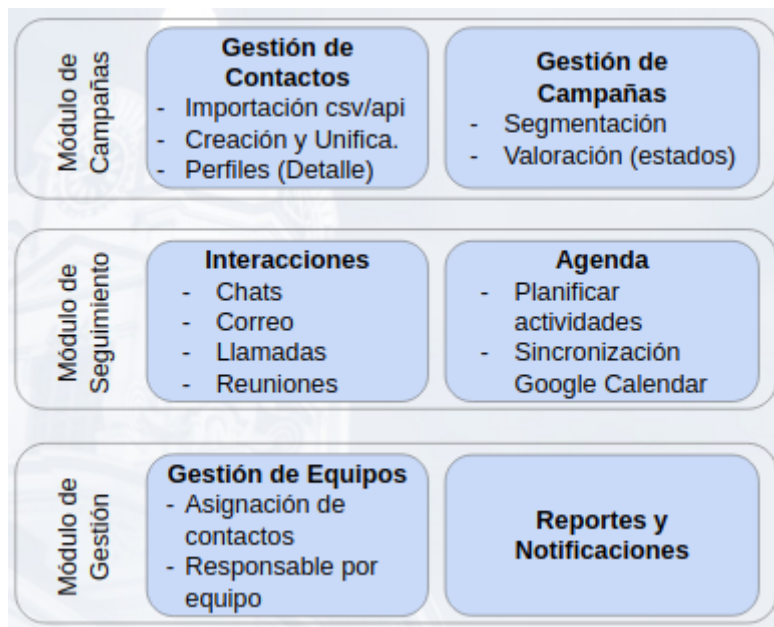 Módulo de
Campañas
Gestión de
Contactos
- Importación csv/api
- Creación y Unifica.
- Perfiles (Detalle)
Gestión de
Campañas
- Segmentación
- Valoración (estados)
Módulo de
Seguimiento
Interacciones
- Chats
- Correo
- Llamadas
- Reuniones
Agenda
- Planificar
actividades
- Sincronización
Google Calendar
Módulo de
Gestión
Gestión de Equipos
- Asignación de
contactos
- Responsable por
equipo
Reportes y
Notificaciones